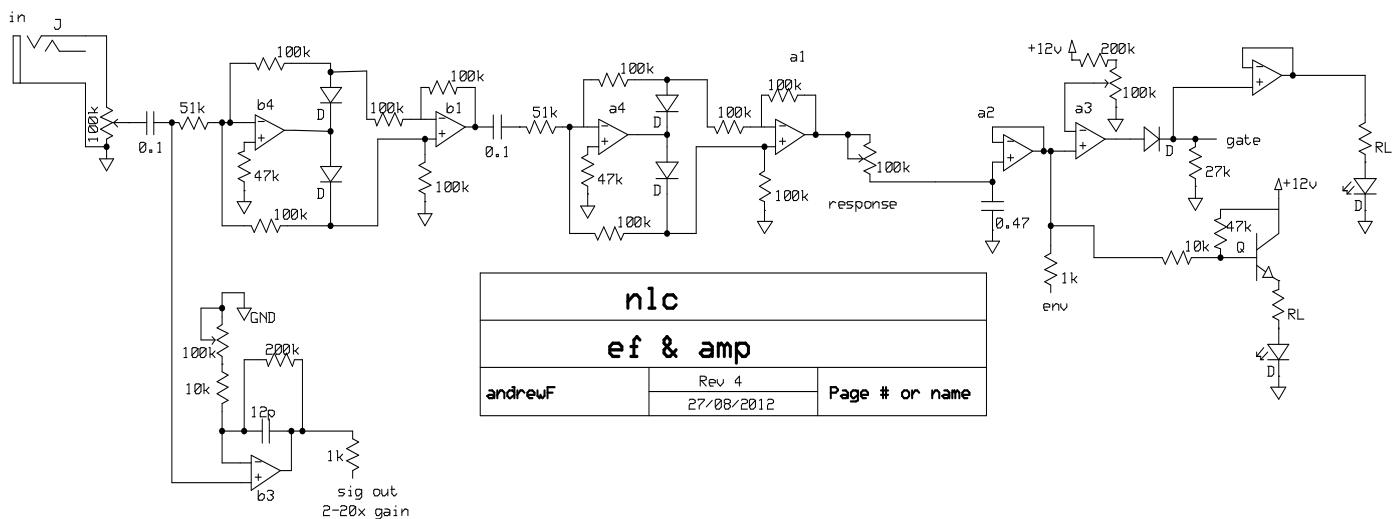 in
J
100k
0.1
51k
100k
b4
D
D
47k
100k
100k
100k
b1
100k
0.1
51k
100k
a4
D
D
47k
100k
100k
a1
100k
100k
100k
response
a2
0.47
+12v
200k
100k
a3
D
gate
27k
RL
D
1k
env
10k
47k
Q
+12v
RL
D
GND
100k
10k
200k
12p
b3
1k
sig out
2-20x gain
nlc
ef & amp
andrewF
Rev 4
27/08/2012
Page # or name